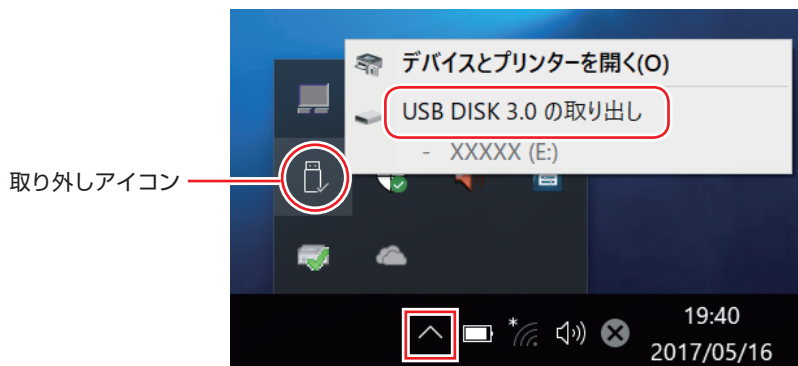 デバイスとプリンターを開く(O)
USB DISK 3.0 の取り出し
- XXXXX (E:)
取り外しアイコン
19:40
2017/05/16